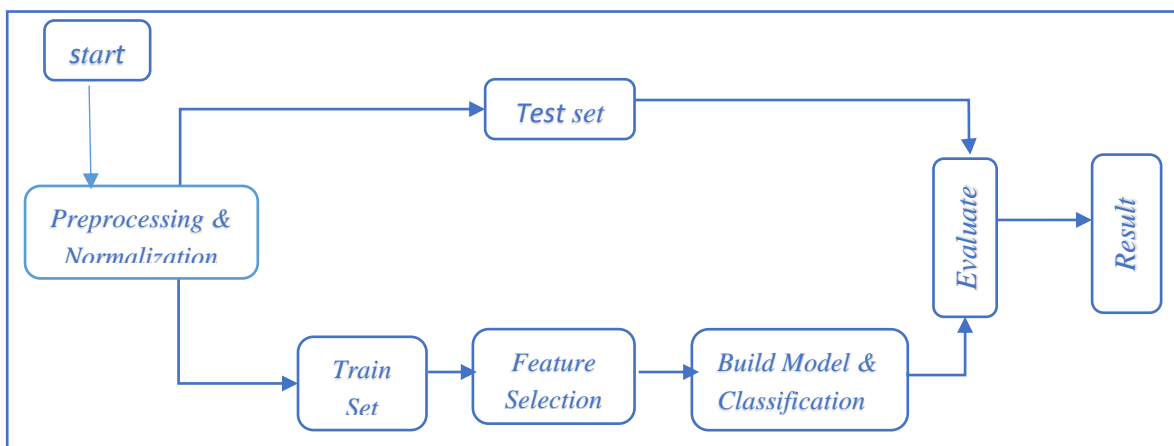 start
Test set
Preprocessing &
Normalization
Train
Set
Feature
Selection
Build Model &
Classification
Evaluate
Result